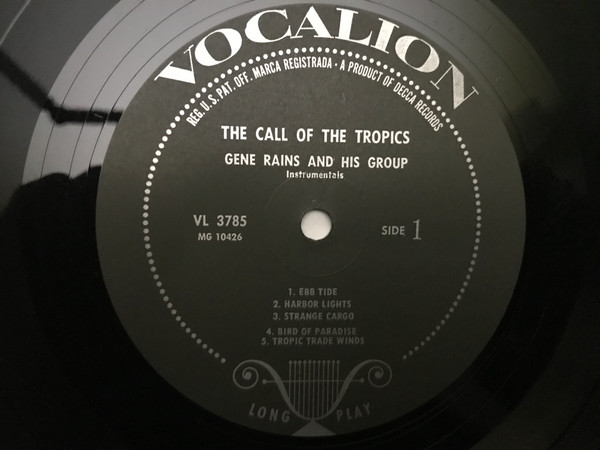 VOCALION
REG. U.S. PAT. OFF. MARCA REGISTRADA • A PRODUCT OF DECCA RECORDS
THE CALL OF THE TROPICS
GENE RAINS AND HIS GROUP
Instrumentals
VL 3785
MG 10426
SIDE 1
1. EBB TIDE
2. HARBOR LIGHTS
3. STRANGE CARGO
4. BIRD OF PARADISE
5. TROPIC TRADE WINDS
LONG PLAY